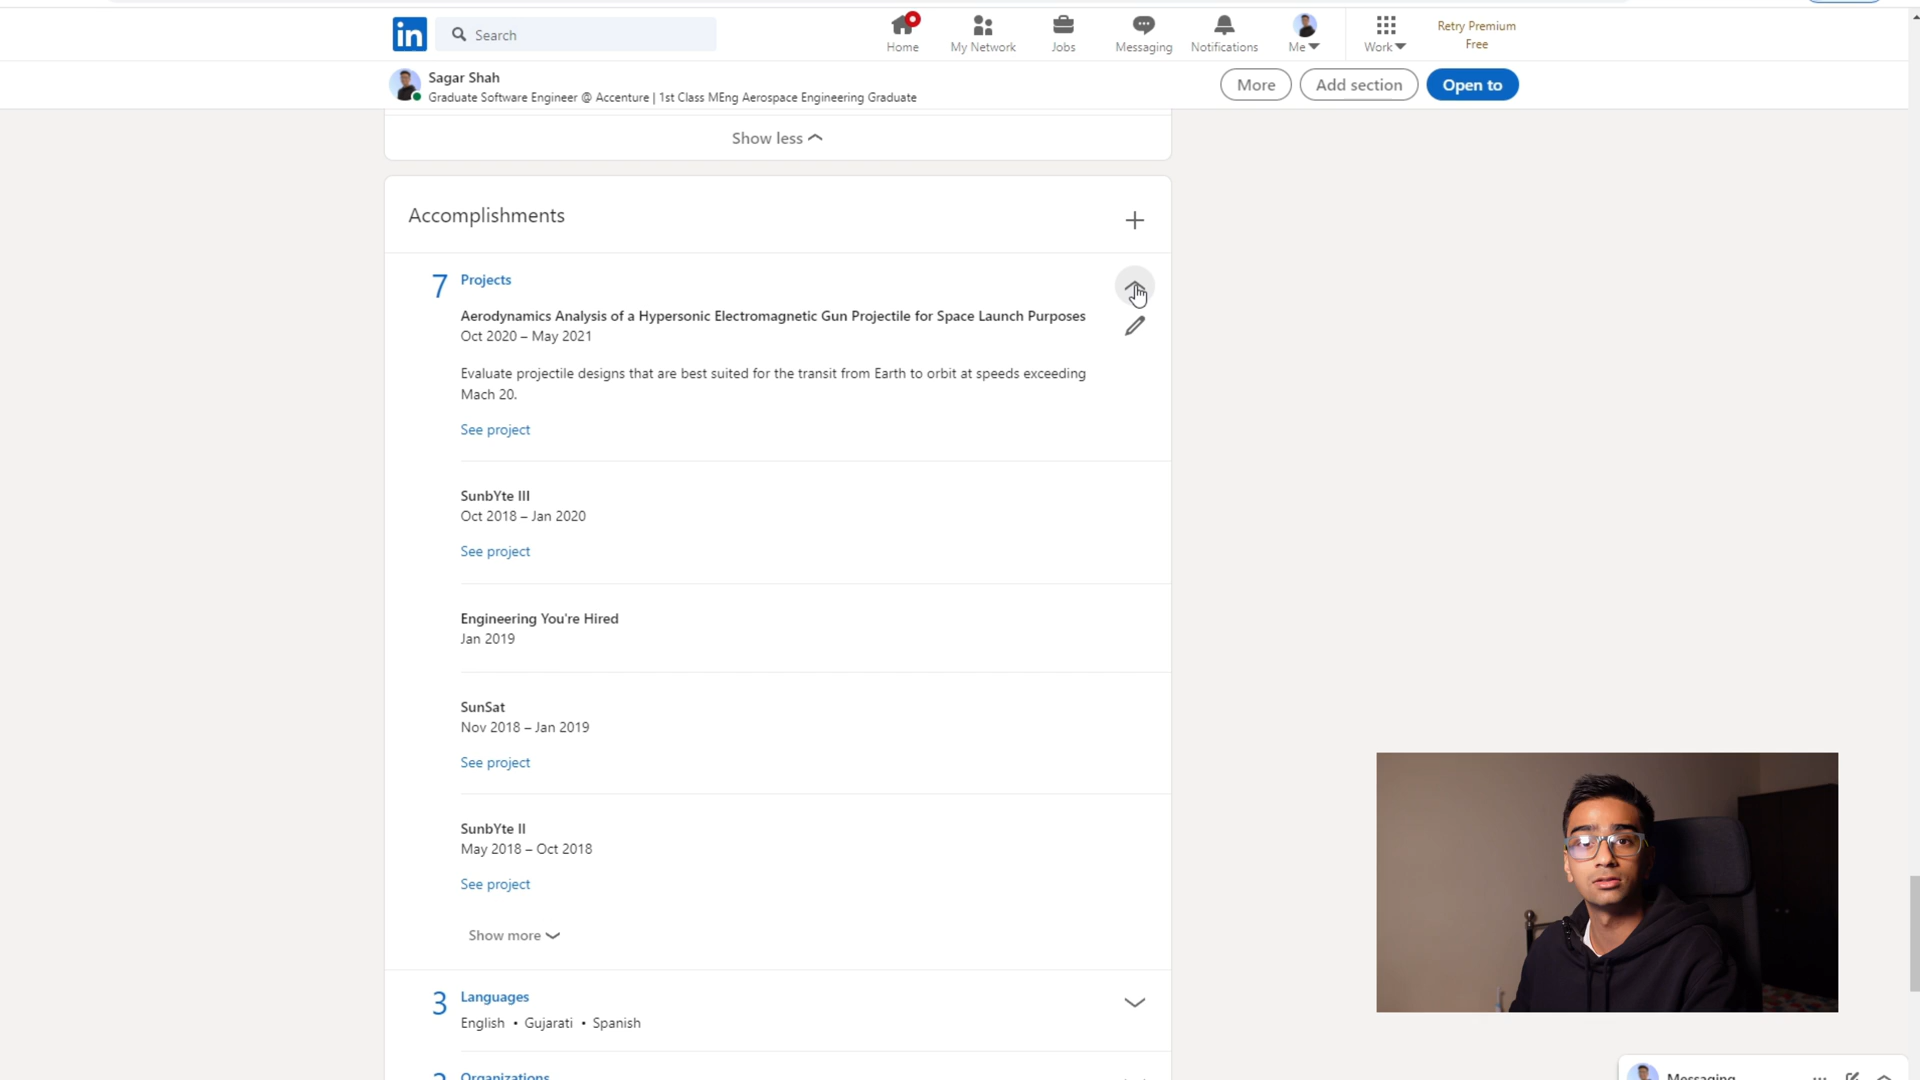 in
Search
Home
My Network
Jobs
Messaging
Notifications
Me
Work
Retry Premium
Free
Sagar Shah
Graduate Software Engineer @ Accenture | 1st Class MEng Aerospace Engineering Graduate
More
Add section
Open to
Show less
Accomplishments
7 Projects
Aerodynamics Analysis of a Hypersonic Electromagnetic Gun Projectile for Space Launch Purposes
Oct 2020 – May 2021
Evaluate projectile designs that are best suited for the transit from Earth to orbit at speeds exceeding
Mach 20.
See project
SunbYte III
Oct 2018 – Jan 2020
See project
Engineering You're Hired
Jan 2019
SunSat
Nov 2018 – Jan 2019
See project
SunbYte II
May 2018 – Oct 2018
See project
Show more
3 Languages
English • Gujarati • Spanish
Organizations
Messaging